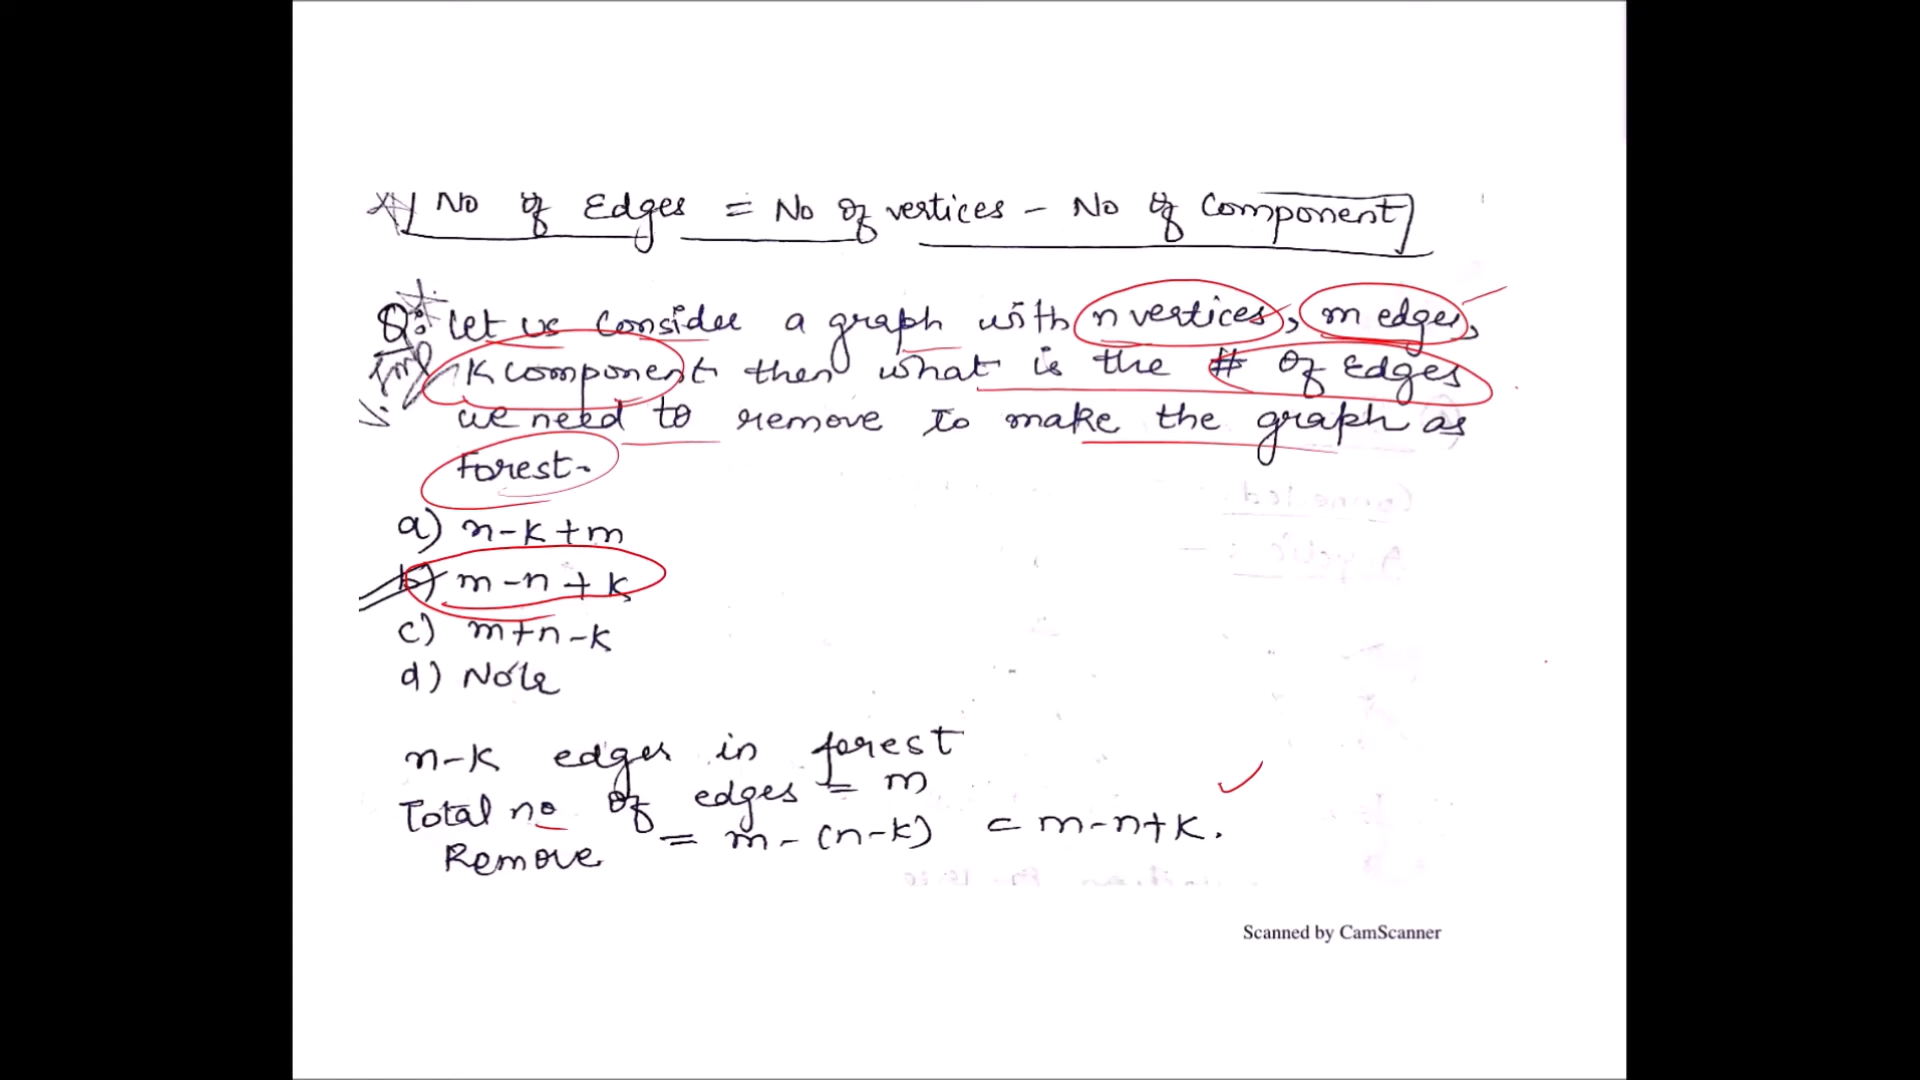 No of Edges = No of vertices - No of Component
Q: Let us consider a graph with n vertices, m edges,
Imp K component then what is the # of Edges
we need to remove to make the graph as
Forest.
a) n-k+m
b) m-n+k
c) m+n-k
d) None
n-k edges in forest
Total no of edges = m
Remove = m-(n-k) = m-n+k.
Scanned by CamScanner